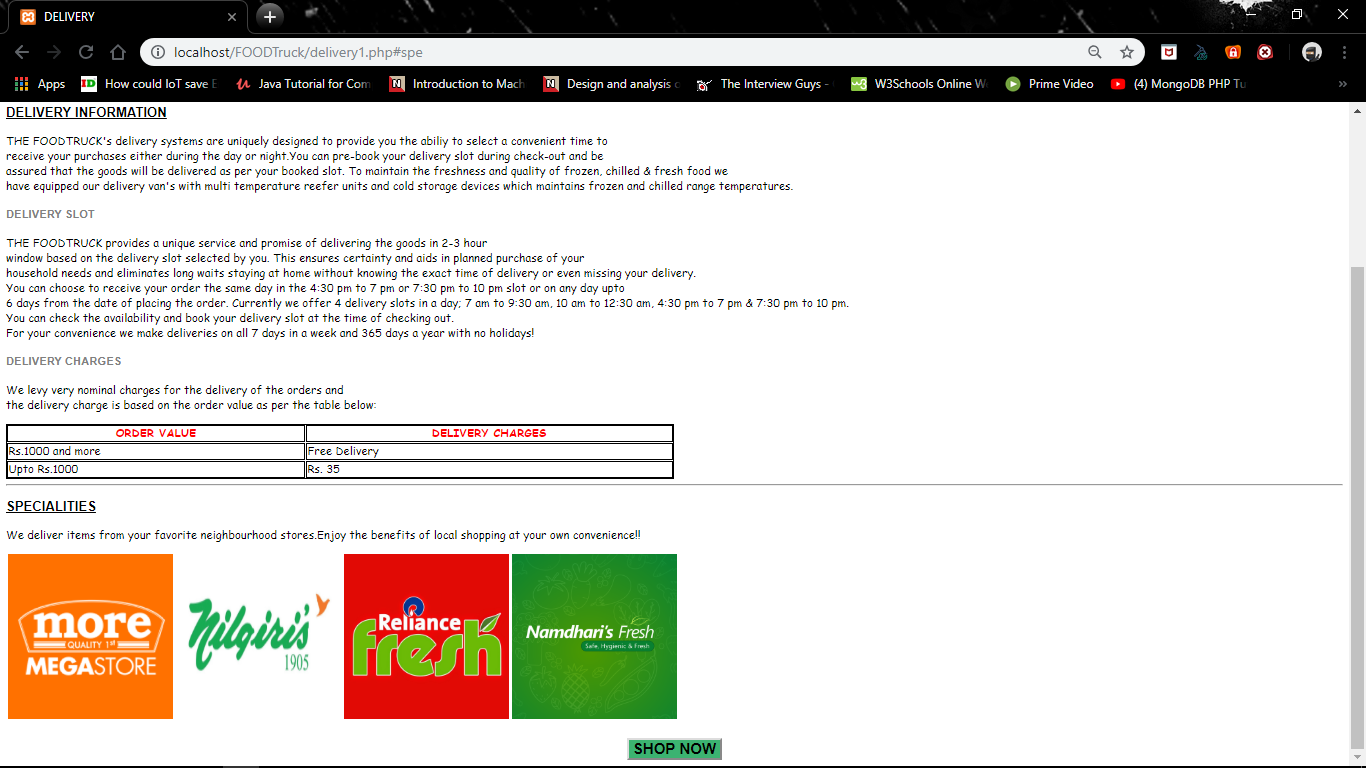 DELIVERY
localhost/FOODTruck/delivery1.php#spe
Apps How could IoT save E Java Tutorial for Com Introduction to Mach Design and analysis c The Interview Guys - W3Schools Online W Prime Video (4) MongoDB PHP Tu
DELIVERY INFORMATION
THE FOODTRUCK's delivery systems are uniquely designed to provide you the abiliy to select a convenient time to
receive your purchases either during the day or night.You can pre-book your delivery slot during check-out and be
assured that the goods will be delivered as per your booked slot. To maintain the freshness and quality of frozen, chilled & fresh food we
have equipped our delivery van's with multi temperature reefer units and cold storage devices which maintains frozen and chilled range temperatures.
DELIVERY SLOT
THE FOODTRUCK provides a unique service and promise of delivering the goods in 2-3 hour
window based on the delivery slot selected by you. This ensures certainty and aids in planned purchase of your
household needs and eliminates long waits staying at home without knowing the exact time of delivery or even missing your delivery.
You can choose to receive your order the same day in the 4:30 pm to 7 pm or 7:30 pm to 10 pm slot or on any day upto
6 days from the date of placing the order. Currently we offer 4 delivery slots in a day; 7 am to 9:30 am, 10 am to 12:30 am, 4:30 pm to 7 pm & 7:30 pm to 10 pm.
You can check the availability and book your delivery slot at the time of checking out.
For your convenience we make deliveries on all 7 days in a week and 365 days a year with no holidays!
DELIVERY CHARGES
We levy very nominal charges for the delivery of the orders and
the delivery charge is based on the order value as per the table below:
ORDER VALUE DELIVERY CHARGES
Rs.1000 and more Free Delivery
Upto Rs.1000 Rs. 35
SPECIALITIES
We deliver items from your favorite neighbourhood stores.Enjoy the benefits of local shopping at your own convenience!!
more
QUALITY 1st
MEGASTORE
Nilgiri's
1905
Reliance
fresh
Namdhari's Fresh
Safe, Hygienic & Fresh
SHOP NOW